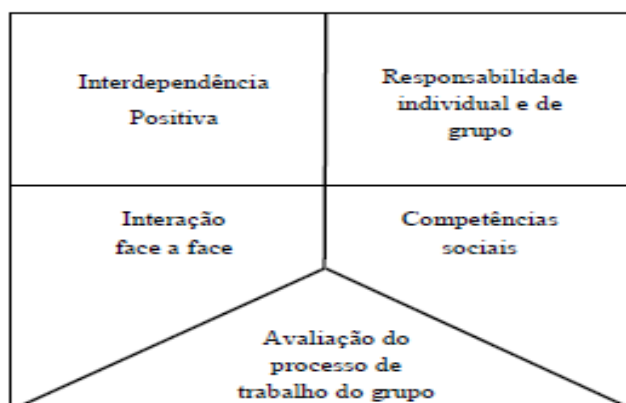 Interdependência
Positiva
Responsabilidade
individual e de
grupo
Interação
face a face
Competências
sociais
Avaliação do
processo de
trabalho do grupo